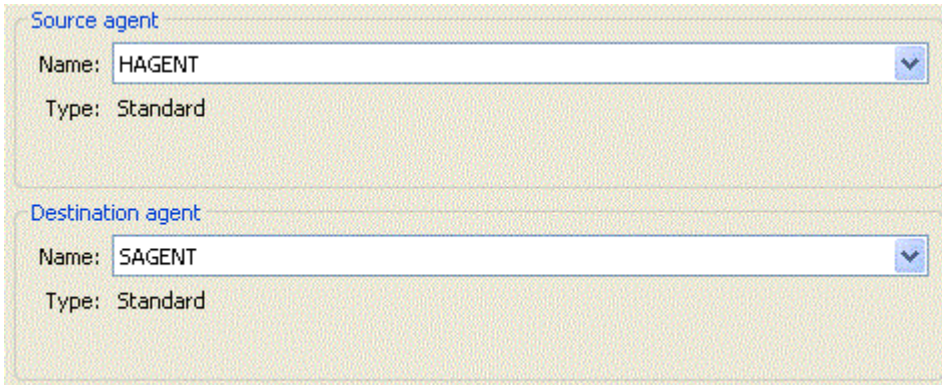 Source agent
Name: HAGENT
Type: Standard
Destination agent
Name: SAGENT
Type: Standard